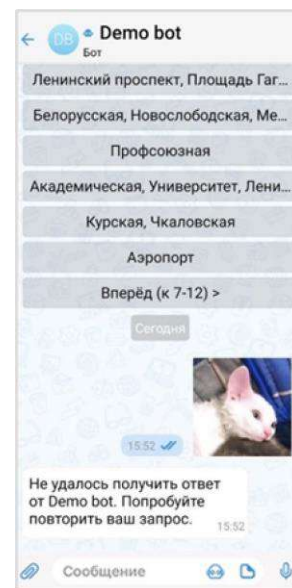 DB
Demo bot
Бот
Ленинский проспект, Площадь Гаг...
Белорусская, Новослободская, Ме...
Профсоюзная
Академическая, Университет, Лени...
Курская, Чкаловская
Аэропорт
Вперёд (к 7-12) >
Сегодня
15:52
Не удалось получить ответ
от Demo bot. Попробуйте
повторить ваш запрос.
15:52
Сообщение